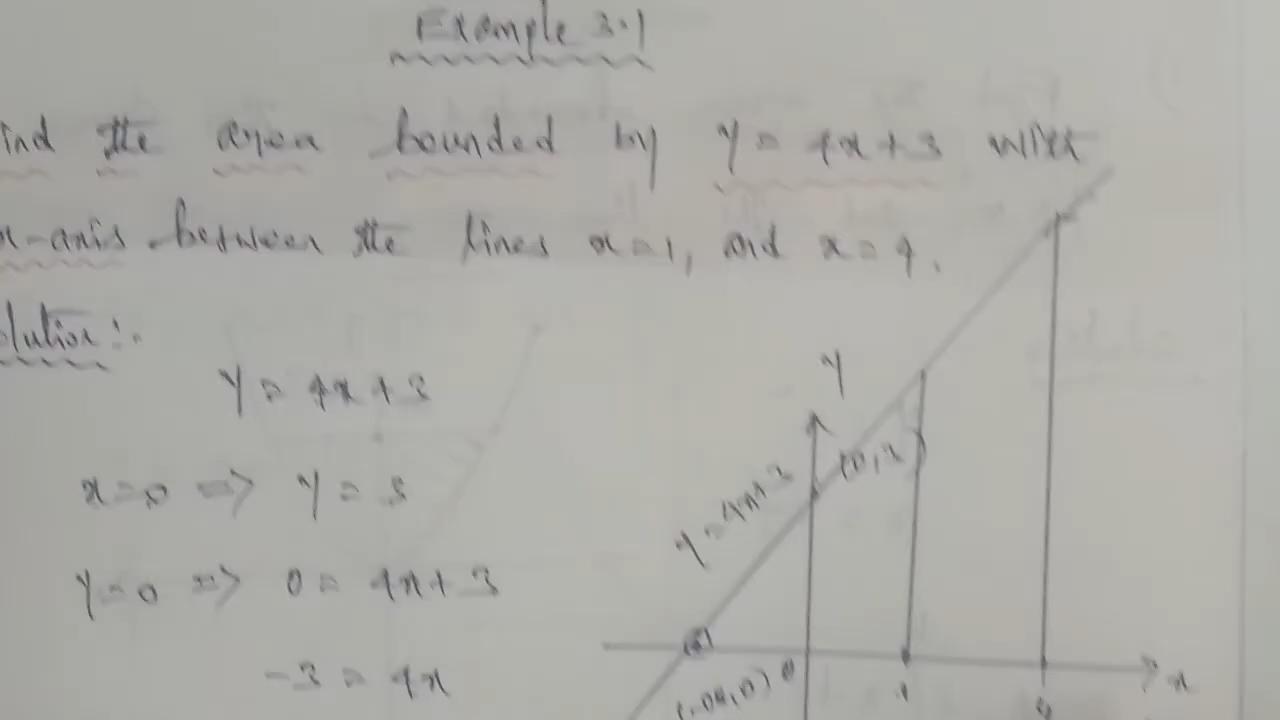 Example 3.1
ind the area bounded by y = 4x+3 with
x-axis between the lines x=1, and x=4.
olution:-
y = 4x+3
x=0 => y = 3
y=0 => 0 = 4x+3
-3 = 4x
y
y=4x+3
(0,3)
0
1
4
x